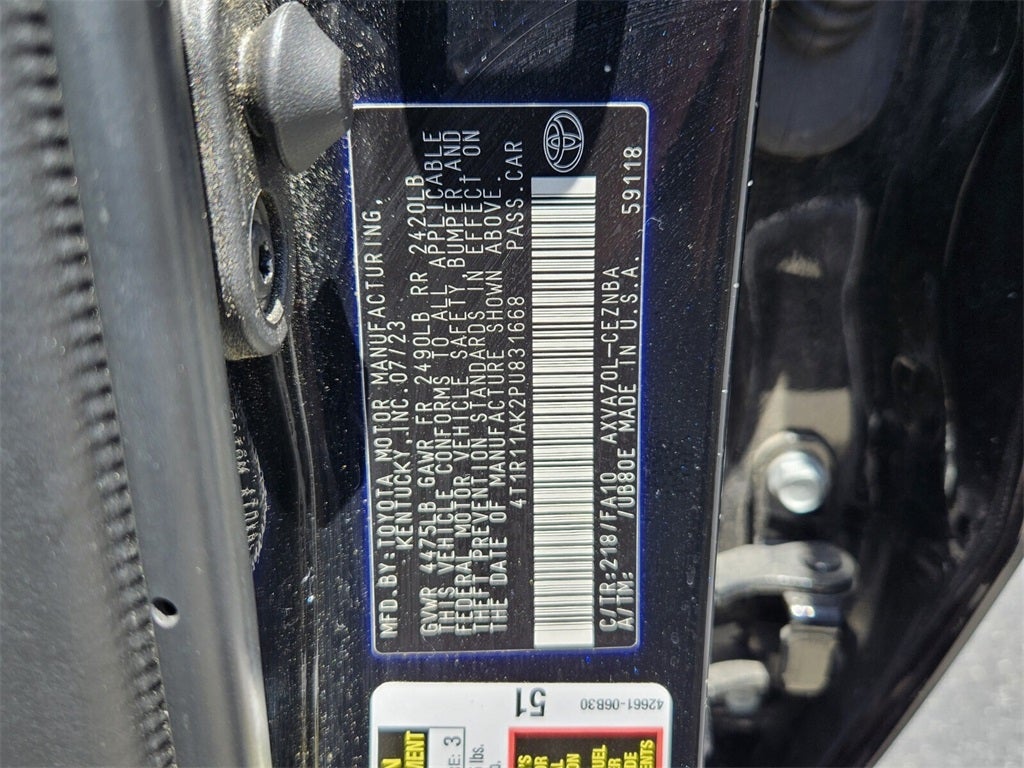 MFD.BY:TOYOTA MOTOR MANUFACTURING,
KENTUCKY,INC.07/23
GVWR 4475LB GAWR FR 2490LB RR 2420LB
THIS VEHICLE CONFORMS TO ALL APPLICABLE
FEDERAL MOTOR VEHICLE SAFETY, BUMPER AND
THEFT PREVENTION STANDARDS IN EFFECT ON
THE DATE OF MANUFACTURE SHOWN ABOVE.
4T1R11AK2PU831668 PASS.CAR
C/TR:218//FA10 AXVA70L-CEZNBA
A/TM: /UB80E MADE IN U.S.A. 59118
51
42661-06B30